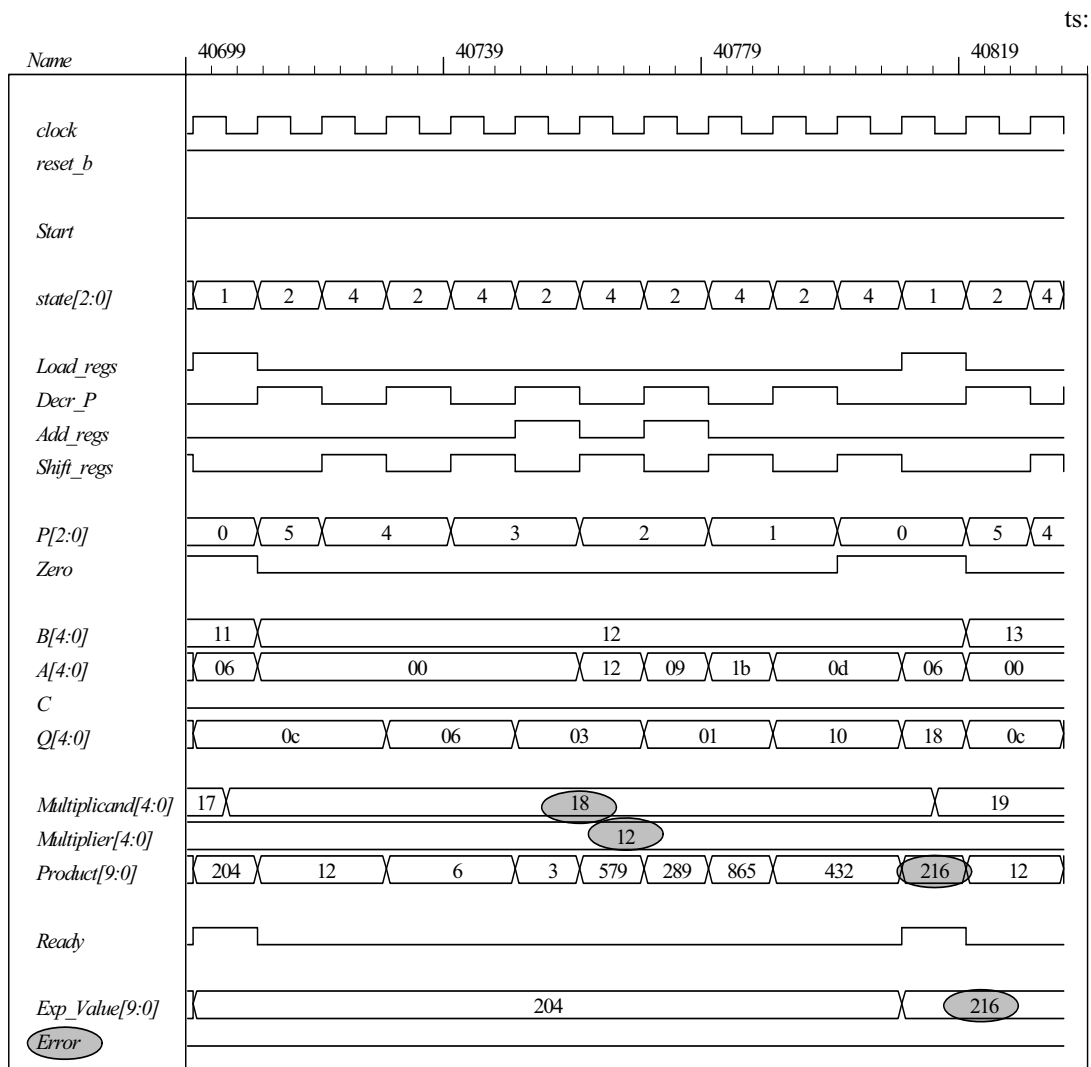 ts:
Name 40699 40739 40779 40819
clock
reset_b
Start
state[2:0] 1 2 4 2 4 2 4 2 4 2 4 1 2 4
Load_regs
Decr_P
Add_regs
Shift_regs
P[2:0] 0 5 4 3 2 1 0 5 4
Zero
B[4:0] 11 12 13
A[4:0] 06 00 12 09 1b 0d 06 00
C
Q[4:0] 0c 06 03 01 10 18 0c
Multiplicand[4:0] 17 18 19
Multiplier[4:0] 12
Product[9:0] 204 12 6 3 579 289 865 432 216 12
Ready
Exp_Value[9:0] 204 216
Error